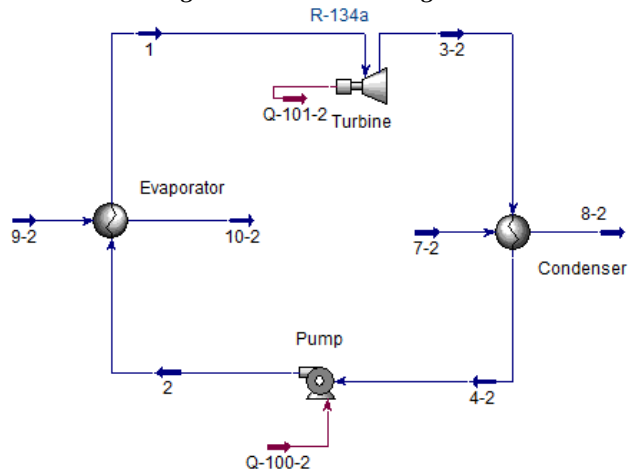 R-134a
1
3-2
Q-101-2
Turbine
Evaporator
9-2
10-2
7-2
8-2
Condenser
Pump
2
4-2
Q-100-2